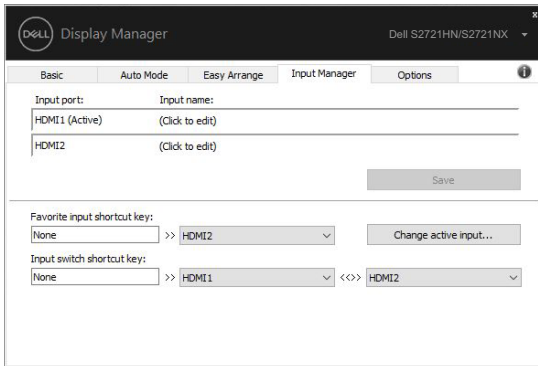 x
DELL Display Manager Dell S2721HN/S2721NX
Basic Auto Mode Easy Arrange Input Manager Options i
Input port: Input name:
HDMI1 (Active) (Click to edit)
HDMI2 (Click to edit)
Save
Favorite input shortcut key:
None >> HDMI2 Change active input...
Input switch shortcut key:
None >> HDMI1 <<>> HDMI2